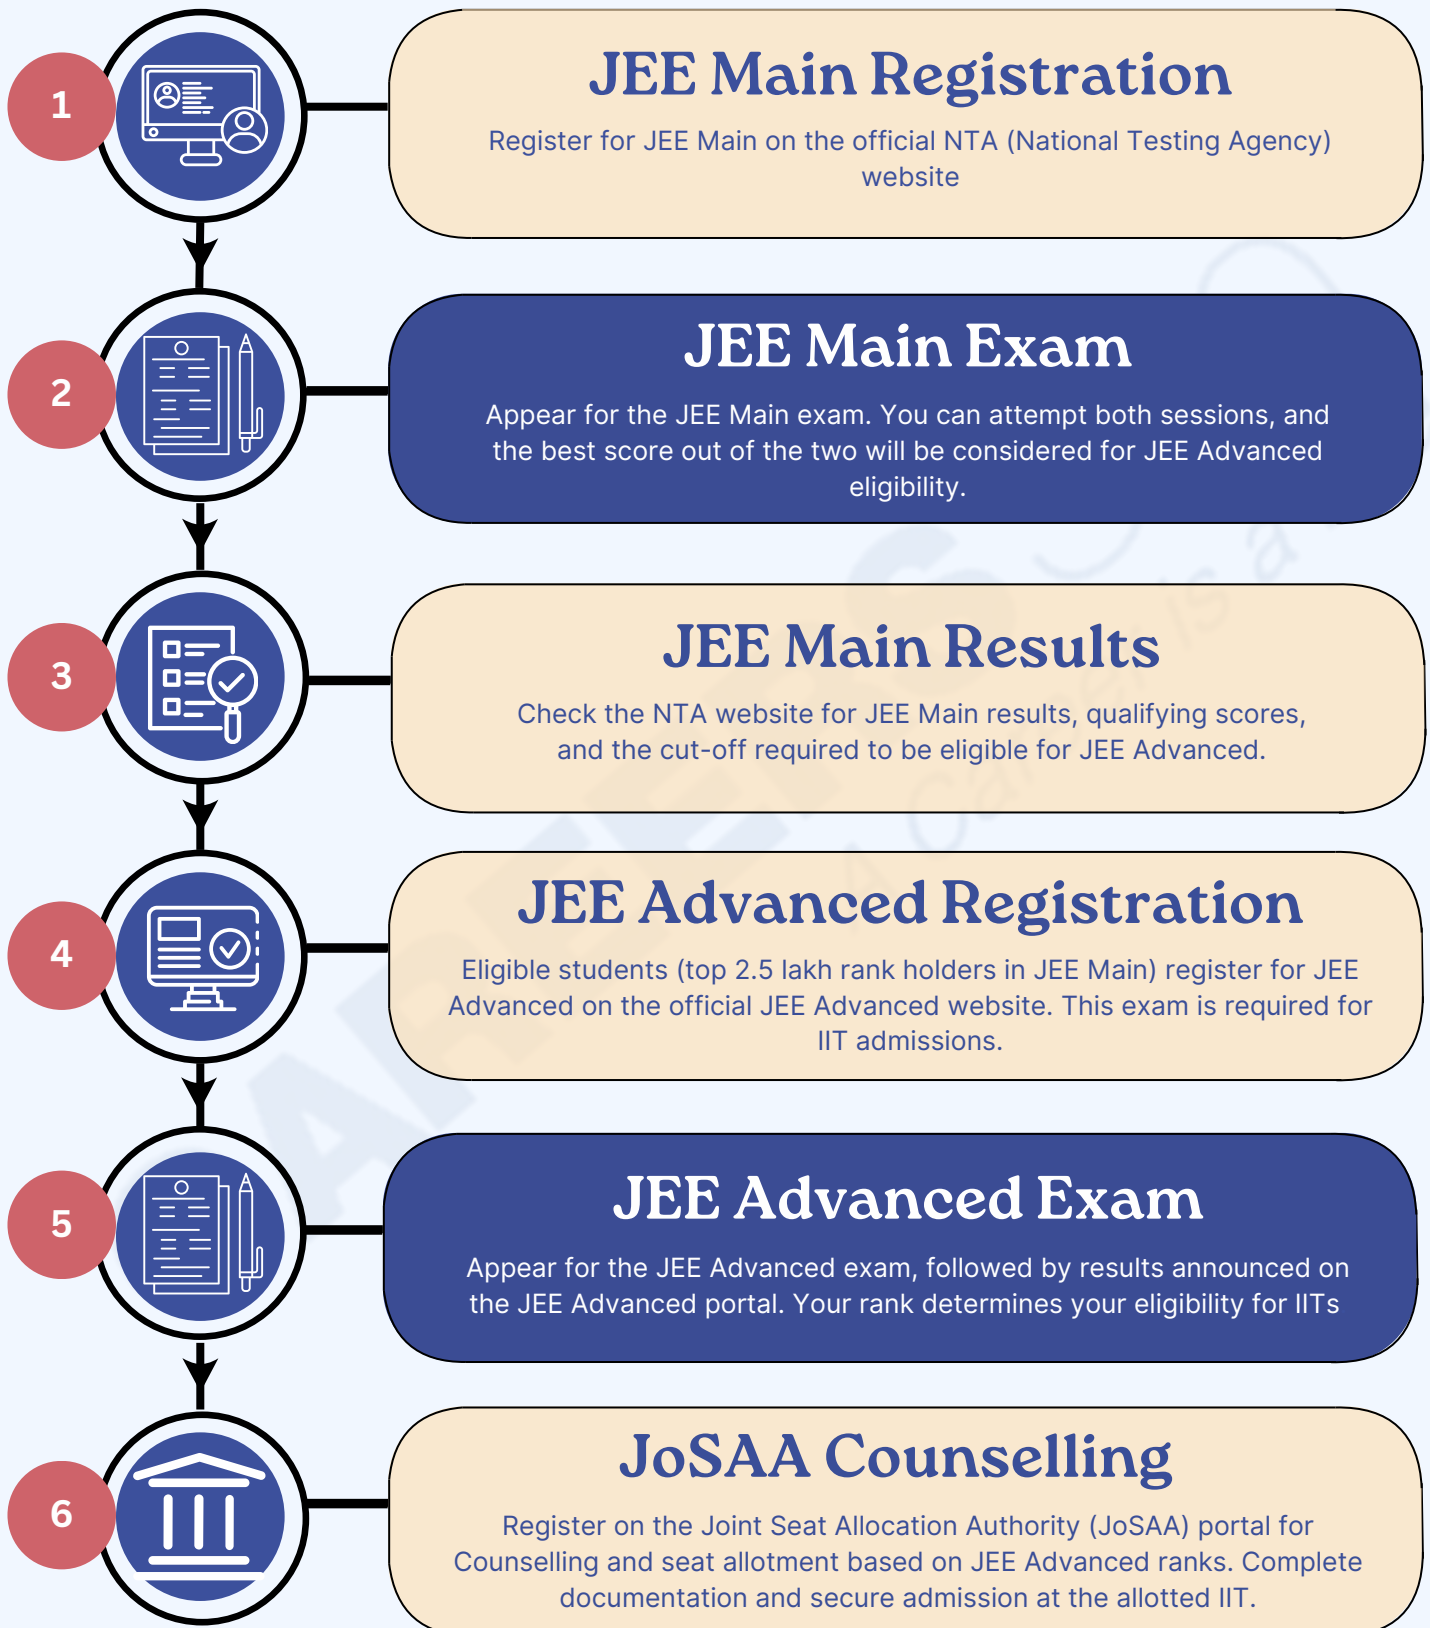 1
JEE Main Registration
Register for JEE Main on the official NTA (National Testing Agency)
website
2
JEE Main Exam
Appear for the JEE Main exam. You can attempt both sessions, and
the best score out of the two will be considered for JEE Advanced
eligibility.
3
JEE Main Results
Check the NTA website for JEE Main results, qualifying scores,
and the cut-off required to be eligible for JEE Advanced.
4
JEE Advanced Registration
Eligible students (top 2.5 lakh rank holders in JEE Main) register for JEE
Advanced on the official JEE Advanced website. This exam is required for
IIT admissions.
5
JEE Advanced Exam
Appear for the JEE Advanced exam, followed by results announced on
the JEE Advanced portal. Your rank determines your eligibility for IITs
6
JoSAA Counselling
Register on the Joint Seat Allocation Authority (JoSAA) portal for
Counselling and seat allotment based on JEE Advanced ranks. Complete
documentation and secure admission at the allotted IIT.
CAREERS
A Career is a